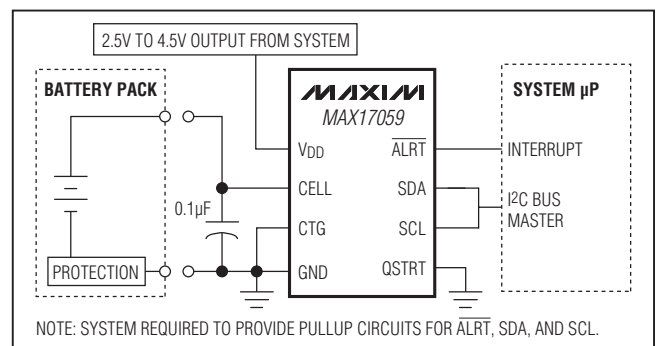 2.5V TO 4.5V OUTPUT FROM SYSTEM
BATTERY PACK
MAXIM
SYSTEM µP
MAX17059
VDD
ALRT
INTERRUPT
CELL
SDA
I2C BUS
MASTER
0.1µF
CTG
SCL
PROTECTION
GND
QSTRT
NOTE: SYSTEM REQUIRED TO PROVIDE PULLUP CIRCUITS FOR ALRT, SDA, AND SCL.